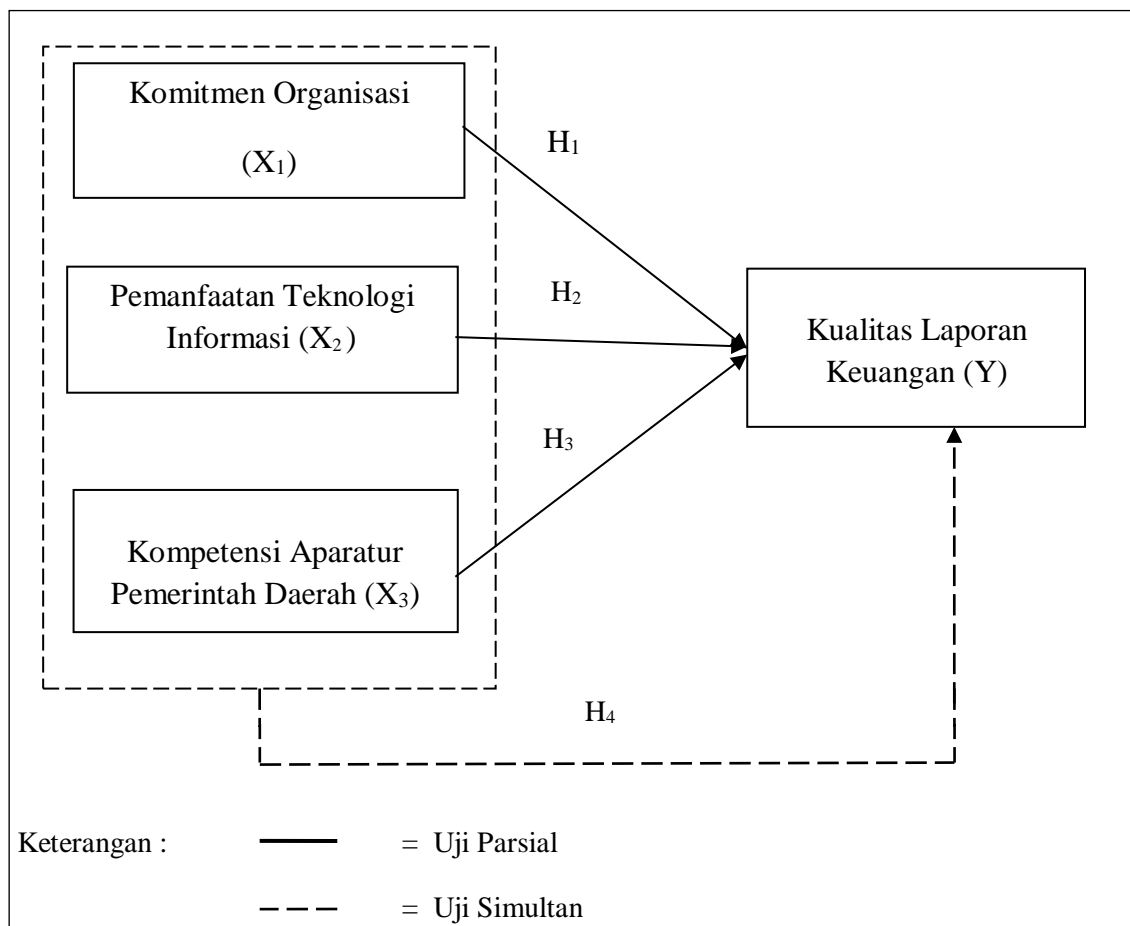 Komitmen Organisasi
(X₁)
H₁
Pemanfaatan Teknologi
Informasi (X₂)
H₂
Kualitas Laporan
Keuangan (Y)
H₃
Kompetensi Aparatur
Pemerintah Daerah (X₃)
H₄
Keterangan :
= Uji Parsial
= Uji Simultan